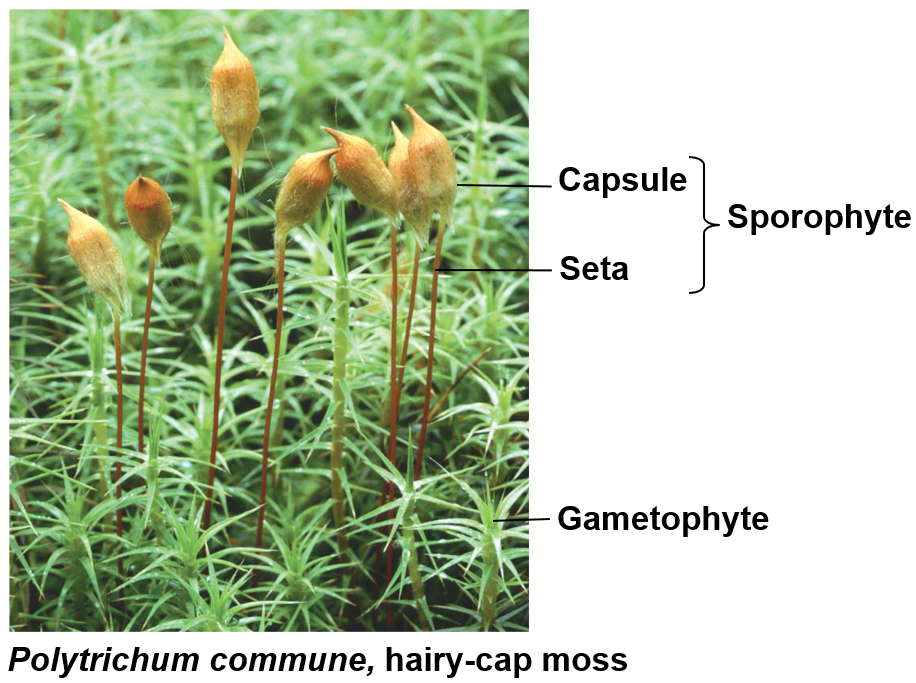 Capsule
Sporophyte
Seta
Gametophyte
Polytrichum commune, hairy-cap moss